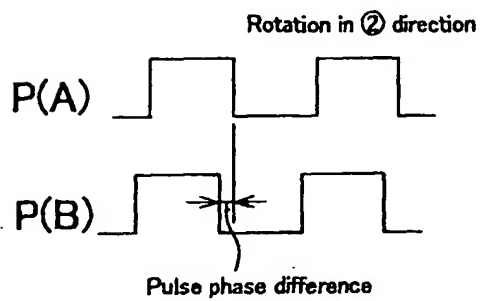 Rotation in ② direction
P(A)
P(B)
Pulse phase difference